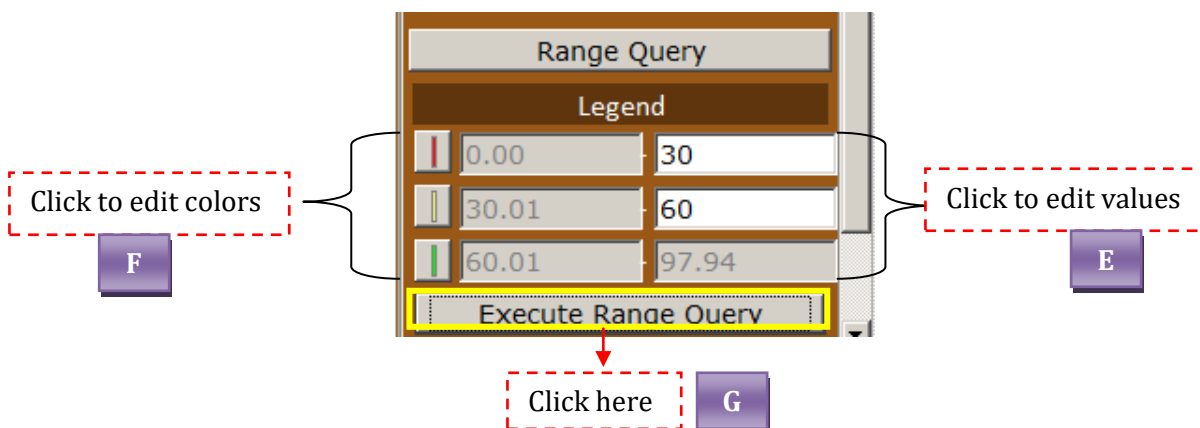 Range Query
Legend
0.00 - 30
30.01 - 60
60.01 - 97.94
Execute Range Query
Click to edit colors
F
Click to edit values
E
Click here
G